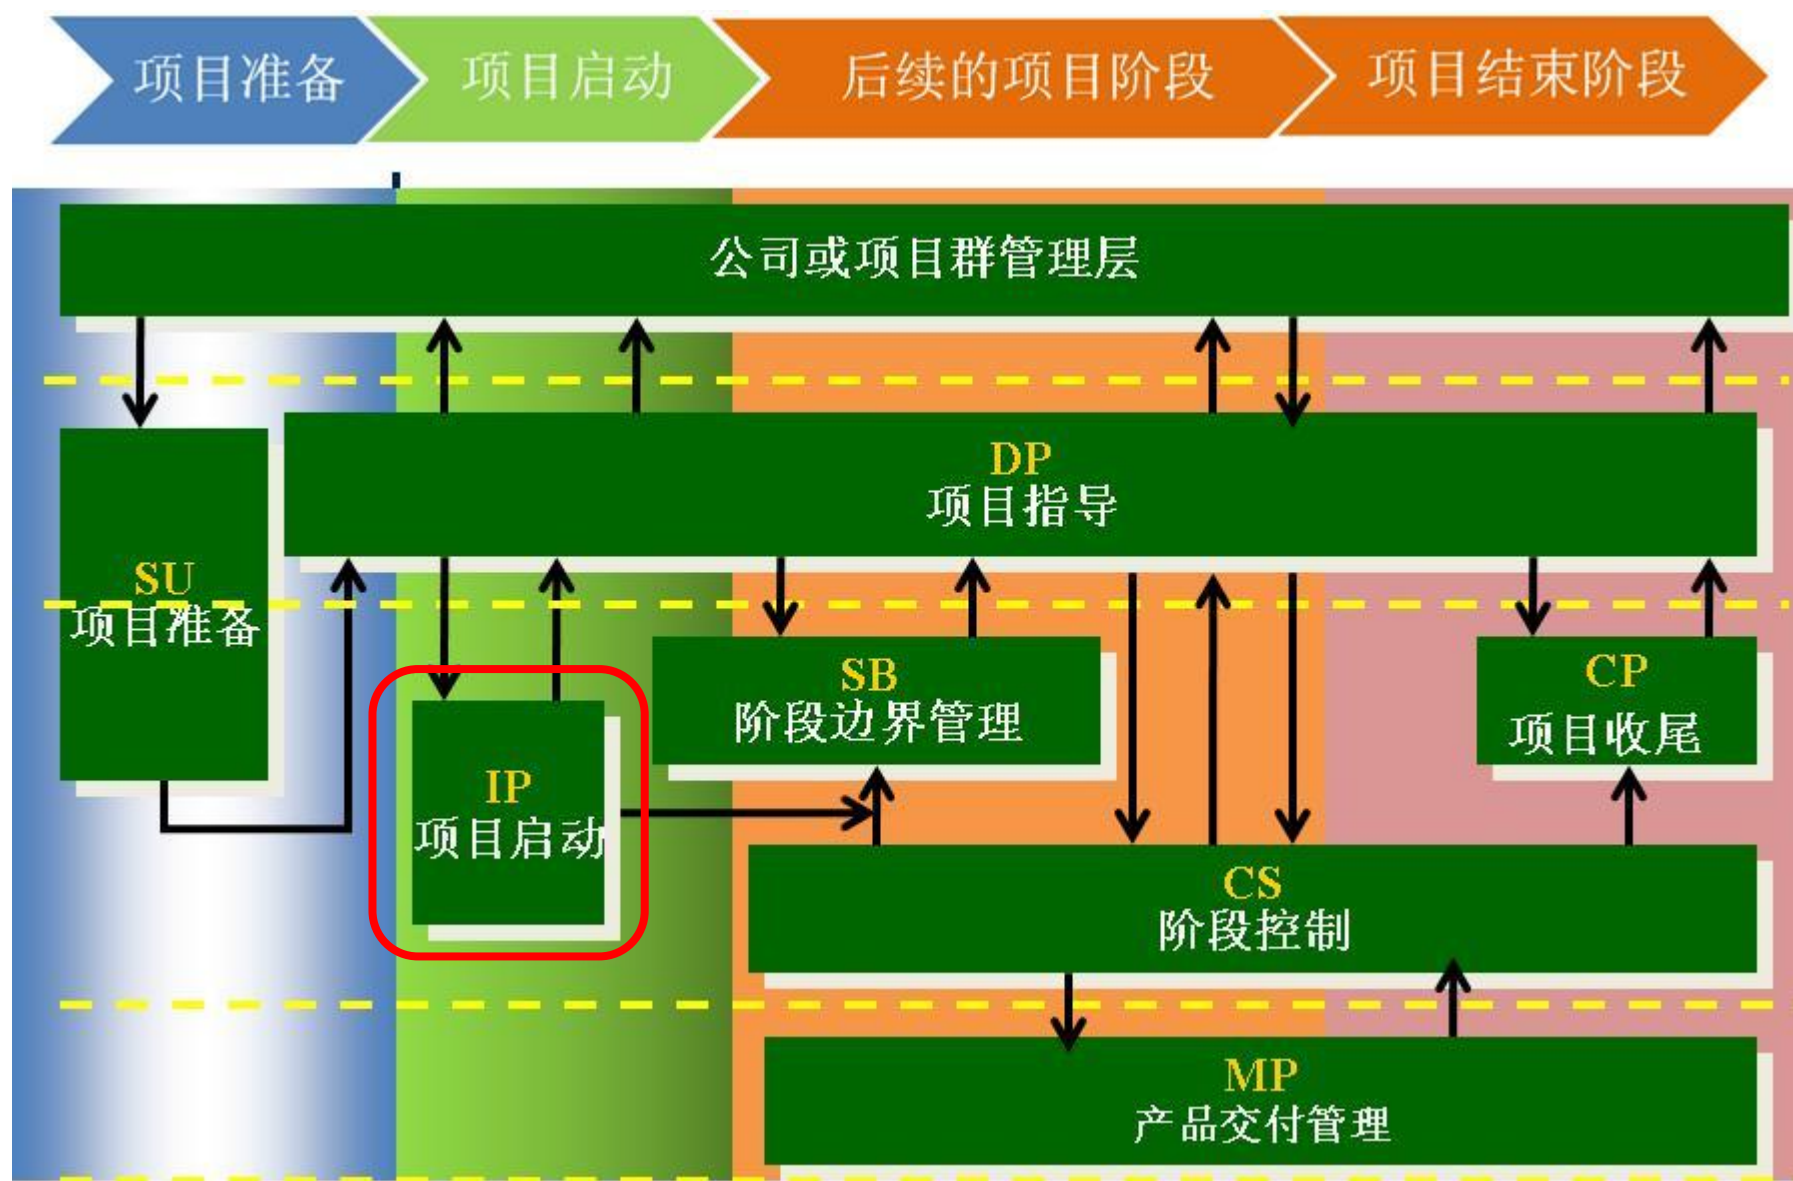 项目准备
项目启动
后续的项目阶段
项目结束阶段
公司或项目群管理层
DP
项目指导
SU
项目准备
SB
阶段边界管理
CP
项目收尾
IP
项目启动
CS
阶段控制
MP
产品交付管理